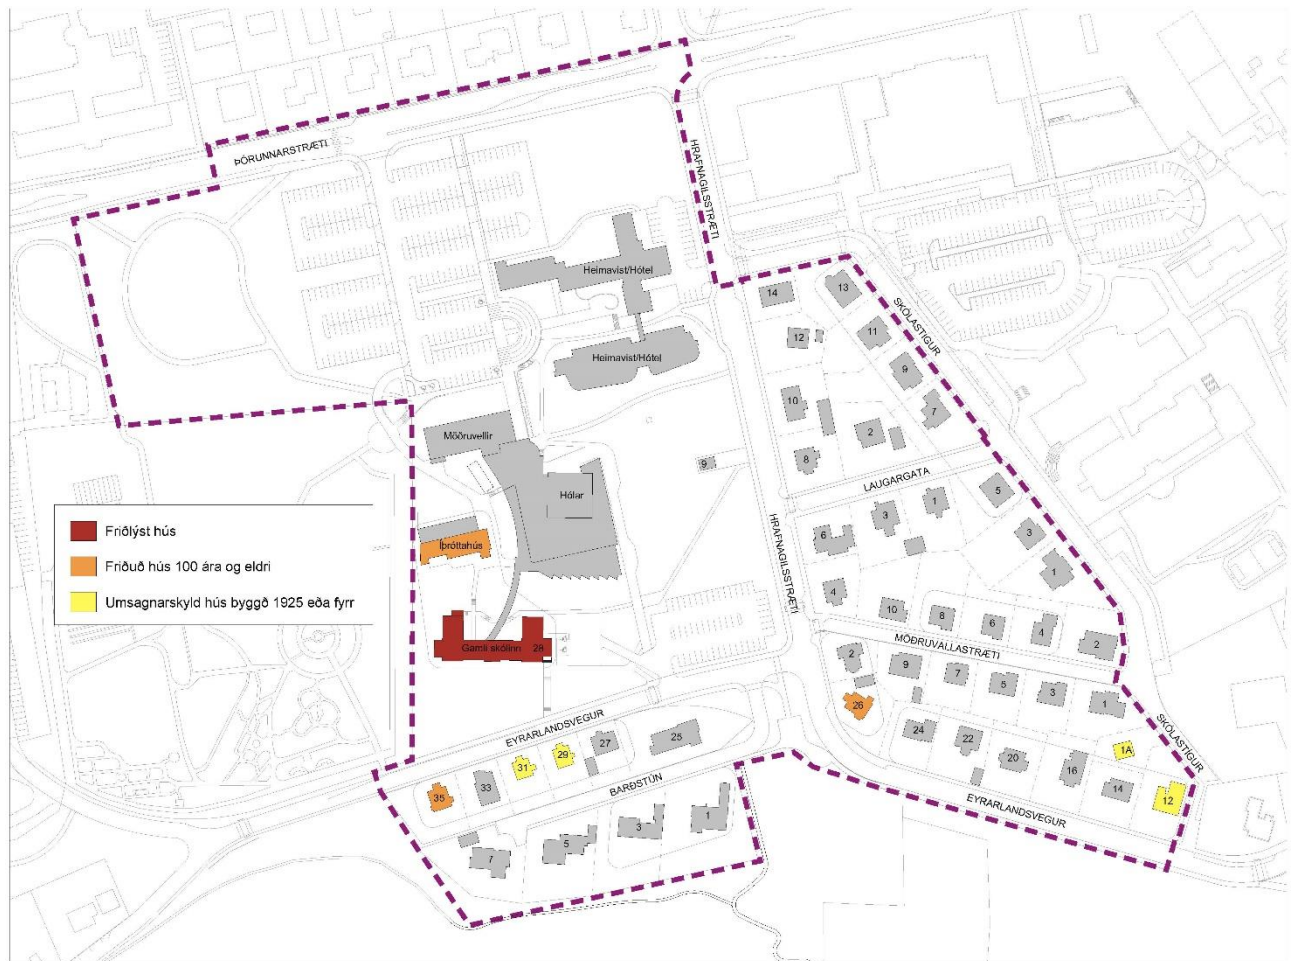 ÞÓRUNNARSTRÆTI
HRAFNAGILSSTRÆTI
Heimavist/Hótel
14
13
SKÓLASTÍGUR
12
11
Heimavist/Hótel
9
10
7
Möðruvellir
2
8
9
LAUGARGATA
5
Hólar
1
3
Friðlýst hús
HRAFNAGILSSTRÆTI
6
3
Íþróttahús
Friðuð hús 100 ára og eldri
1
4
Umsagnarskyld hús byggð 1925 eða fyrr
10
8
6
4
2
MÖÐRUVALLASTRÆTI
Gamli skólinn 28
2
9
7
5
3
1
26
SKÓLASTÍGUR
EYRARLANDSVEGUR
24
22
25
27
29
31
1A
20
16
BARÐSTÚN
33
35
14
12
EYRARLANDSVEGUR
1
3
5
7